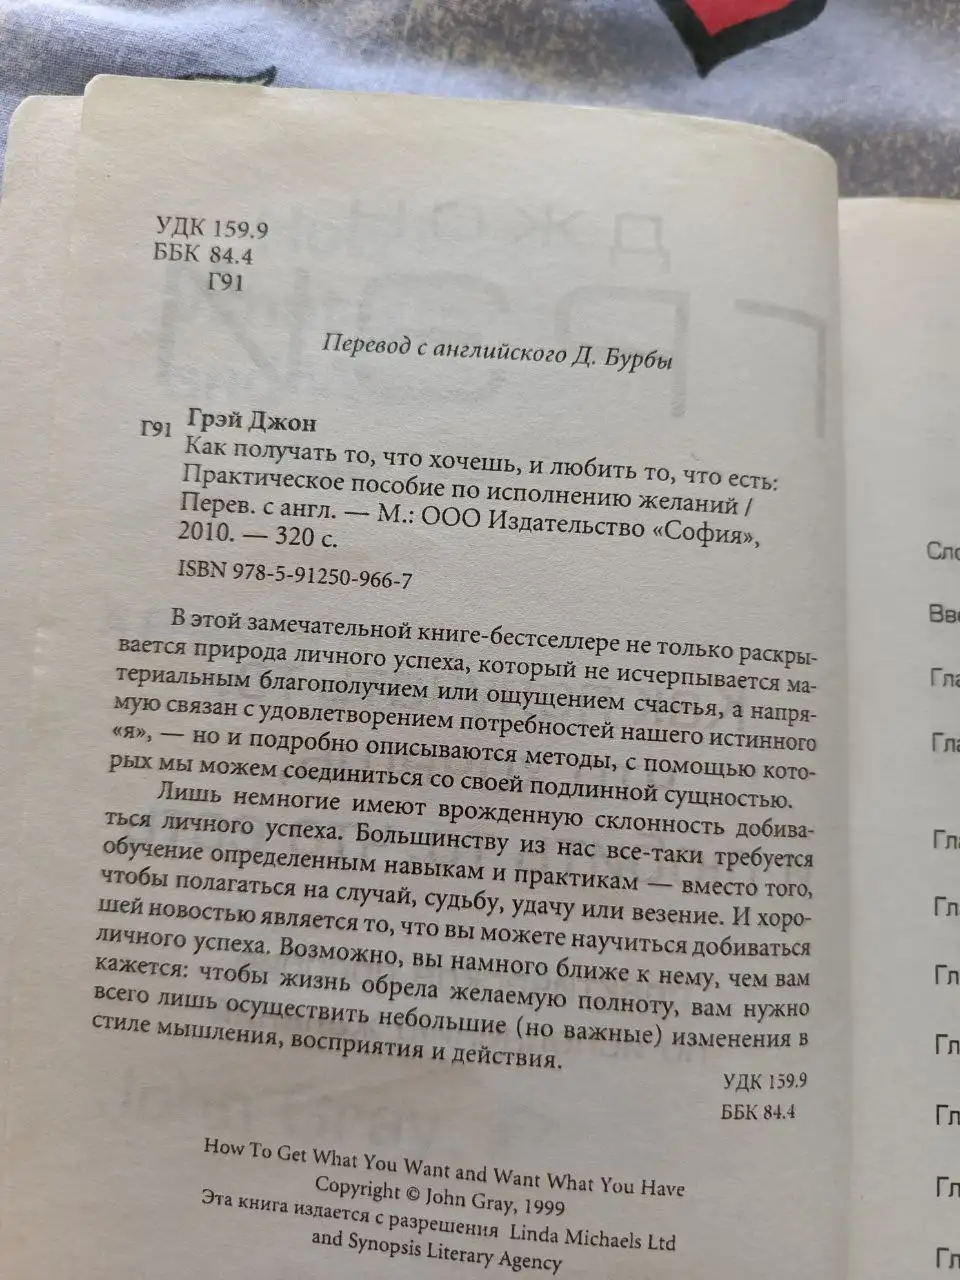 УДК 159.9
ББК 84.4
Г91
Перевод с английского Д. Бурбы
Грэй Джон
Г91 Как получать то, что хочешь, и любить то, что есть:
Практическое пособие по исполнению желаний /
Перев. с англ. — М.: ООО Издательство «София»,
2010. — 320 с.
ISBN 978-5-91250-966-7
В этой замечательной книге-бестселлере не только раскры-
вается природа личного успеха, который не исчерпывается ма-
териальным благополучием или ощущением счастья, а напря-
мую связан с удовлетворением потребностей нашего истинного
«я», — но и подробно описываются методы, с помощью кото-
рых мы можем соединиться со своей подлинной сущностью.
Лишь немногие имеют врожденную склонность добива-
ться личного успеха. Большинству из нас все-таки требуется
обучение определенным навыкам и практикам — вместо того,
чтобы полагаться на случай, судьбу, удачу или везение. И хоро-
шей новостью является то, что вы можете научиться добиваться
личного успеха. Возможно, вы намного ближе к нему, чем вам
кажется: чтобы жизнь обрела желаемую полноту, вам нужно
всего лишь осуществить небольшие (но важные) изменения в
стиле мышления, восприятия и действия.
УДК 159.9
ББК 84.4
How To Get What You Want and Want What You Have
Copyright © John Gray, 1999
Эта книга издается с разрешения Linda Michaels Ltd
and Synopsis Literary Agency